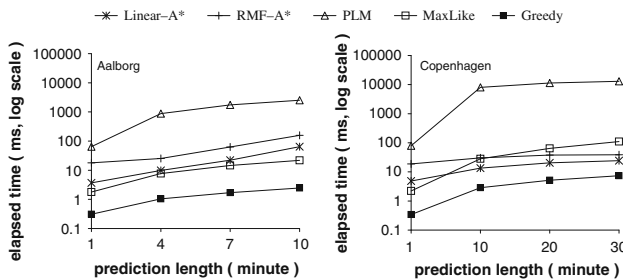 Linear–A* RMF–A* PLM MaxLike Greedy
elapsed time ( ms, log scale )
100000
10000
1000
100
10
1
0.1
Aalborg
1 4 7 10
prediction length ( minute )
elapsed time ( ms, log scale )
100000
10000
1000
100
10
1
0.1
Copenhagen
1 10 20 30
prediction length ( minute )